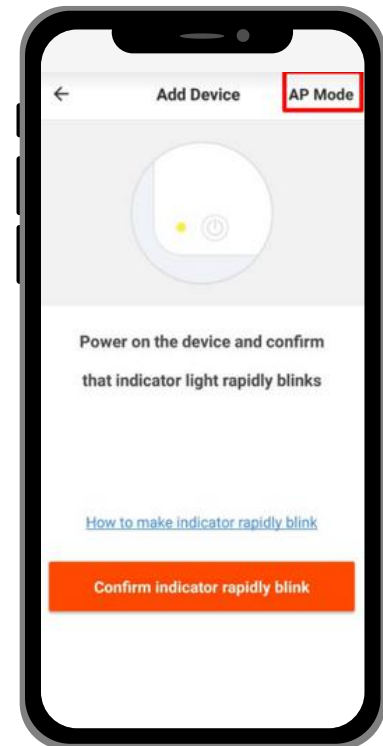 Add Device
AP Mode
Power on the device and confirm
that indicator light rapidly blinks
How to make indicator rapidly blink
Confirm indicator rapidly blink